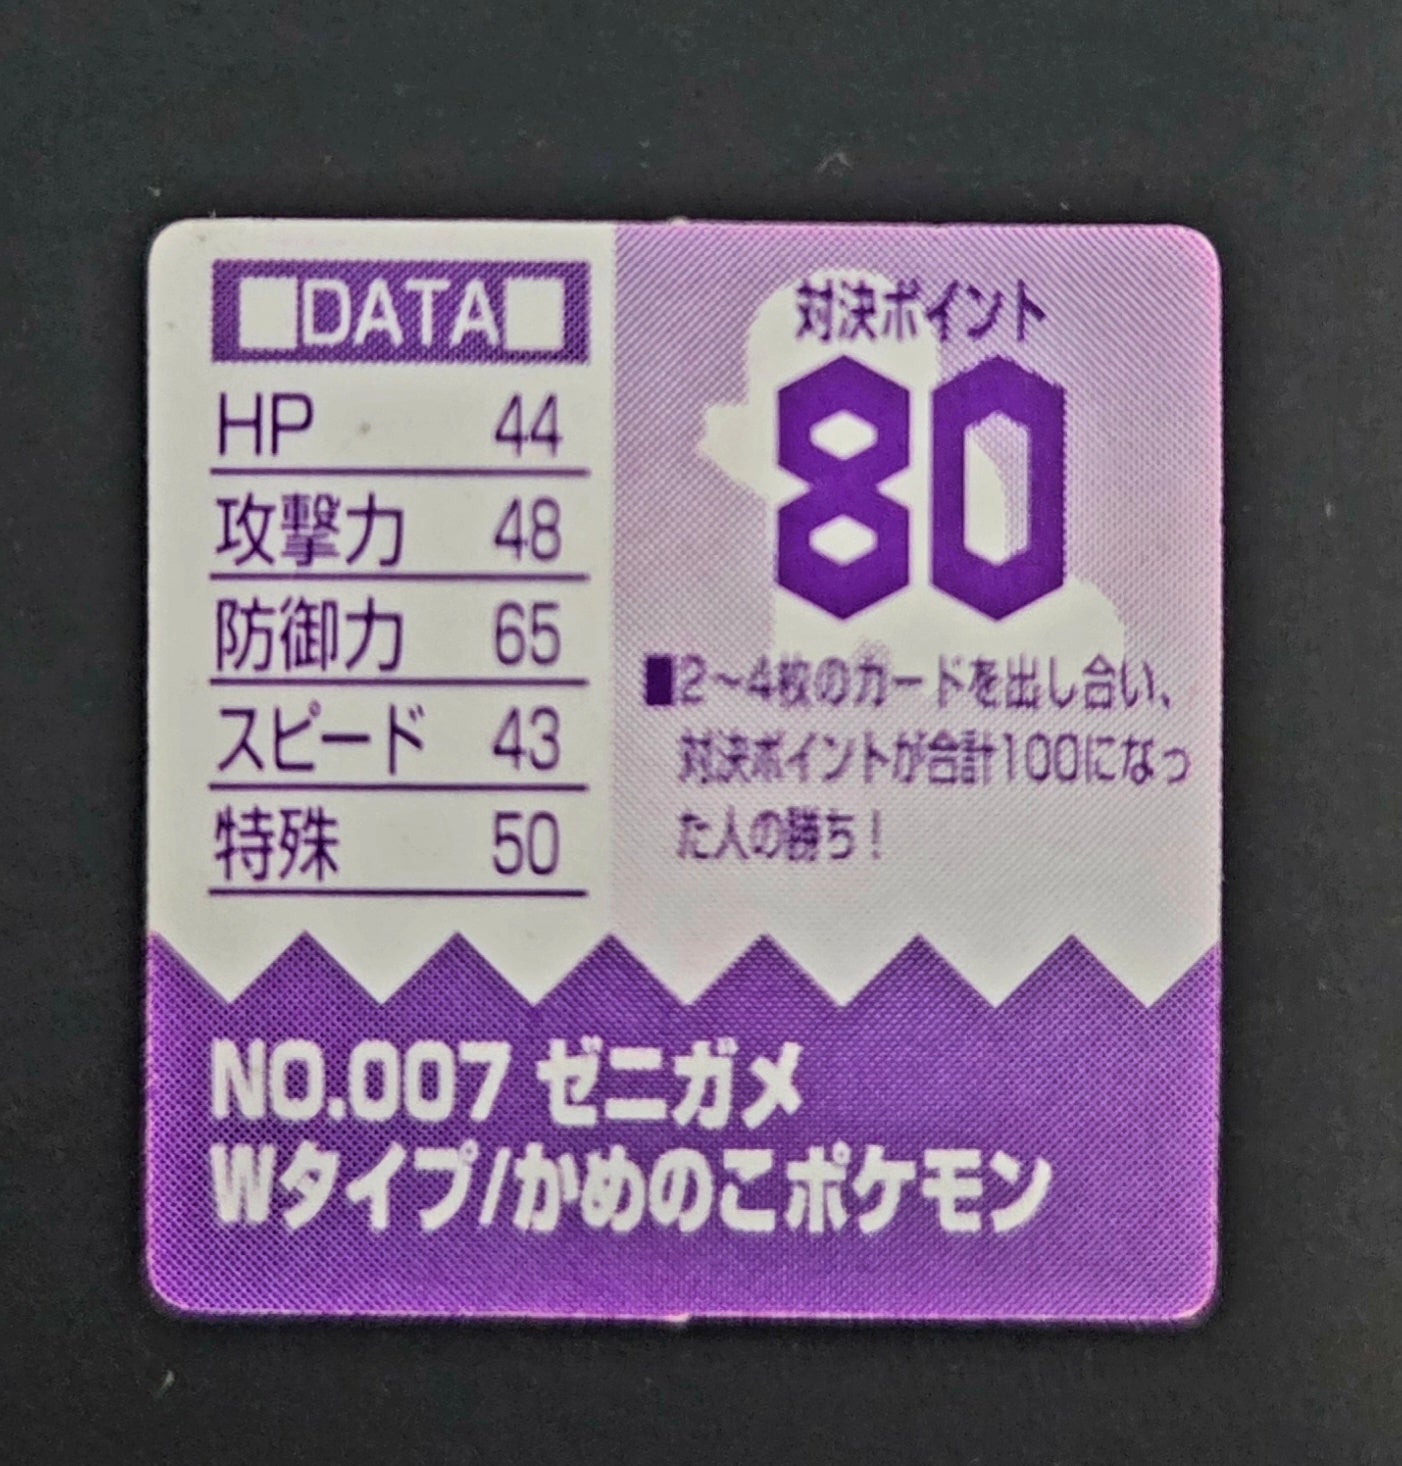 ■DATA■
HP 44
攻撃力 48
防御力 65
スピード 43
特殊 50
対決ポイント
80
■2～4枚のカードを出し合い、
対決ポイントが合計100になっ
た人の勝ち！
NO.007 ゼニガメ
Wタイプ/かめのこポケモン